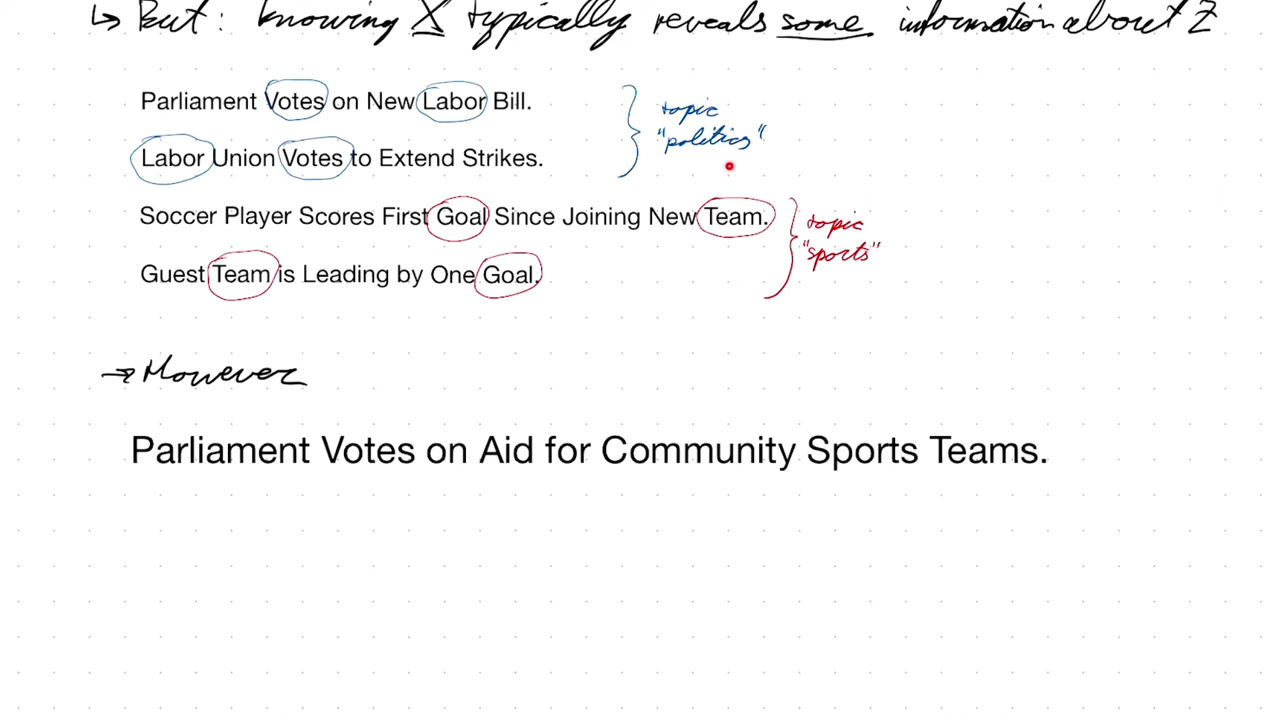 ↳ But: knowing X typically reveals some information about Z
Parliament Votes on New Labor Bill.
topic
"politics"
Labor Union Votes to Extend Strikes.
Soccer Player Scores First Goal Since Joining New Team.
topic
"sports"
Guest Team is Leading by One Goal.
→ However
Parliament Votes on Aid for Community Sports Teams.